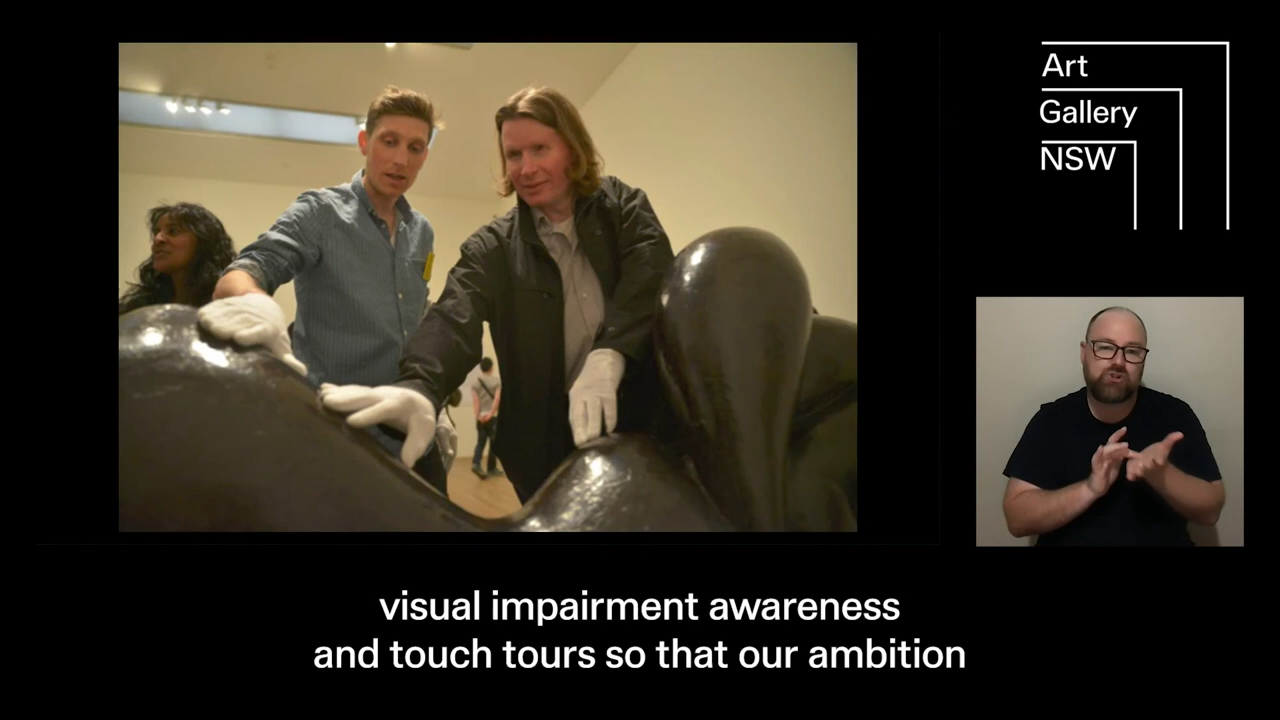 Art
Gallery
NSW
visual impairment awareness
and touch tours so that our ambition